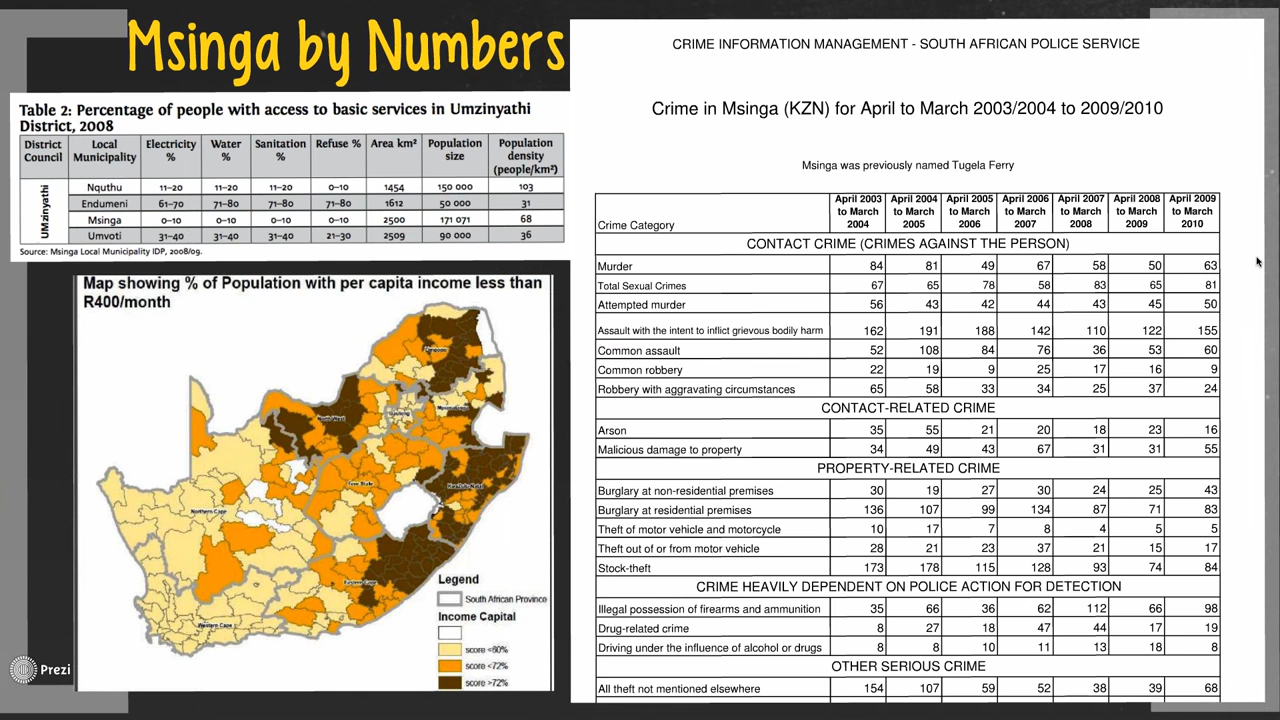 Msinga by Numbers
Table 2: Percentage of people with access to basic services in Umzinyathi
District, 2008
District Council | Local Municipality | Electricity % | Water % | Sanitation % | Refuse % | Area km² | Population size | Population density (people/km²)
UMzinyathi
Nquthu 11–20 11–20 11–20 0–10 1454 150 000 103
Endumeni 61–70 71–80 71–80 71–80 1612 50 000 31
Msinga 0–10 0–10 0–10 0–10 2500 171 071 68
Umvoti 31–40 31–40 31–40 21–30 2509 90 000 36
Source: Msinga Local Municipality IDP, 2008/09.
Map showing % of Population with per capita income less than
R400/month
Limpopo
North West
Gauteng
Mpumalanga
Free State
KwaZulu-Natal
Northern Cape
Eastern Cape
Western Cape
Legend
South African Province
Income Capital
score <60%
score <72%
score >72%
Prezi
CRIME INFORMATION MANAGEMENT - SOUTH AFRICAN POLICE SERVICE
Crime in Msinga (KZN) for April to March 2003/2004 to 2009/2010
Msinga was previously named Tugela Ferry
Crime Category | April 2003 to March 2004 | April 2004 to March 2005 | April 2005 to March 2006 | April 2006 to March 2007 | April 2007 to March 2008 | April 2008 to March 2009 | April 2009 to March 2010
CONTACT CRIME (CRIMES AGAINST THE PERSON)
Murder 84 81 49 67 58 50 63
Total Sexual Crimes 67 65 78 58 83 65 81
Attempted murder 56 43 42 44 43 45 50
Assault with the intent to inflict grievous bodily harm 162 191 188 142 110 122 155
Common assault 52 108 84 76 36 53 60
Common robbery 22 19 9 25 17 16 9
Robbery with aggravating circumstances 65 58 33 34 25 37 24
CONTACT-RELATED CRIME
Arson 35 55 21 20 18 23 16
Malicious damage to property 34 49 43 67 31 31 55
PROPERTY-RELATED CRIME
Burglary at non-residential premises 30 19 27 30 24 25 43
Burglary at residential premises 136 107 99 134 87 71 83
Theft of motor vehicle and motorcycle 10 17 7 8 4 5 5
Theft out of or from motor vehicle 28 21 23 37 21 15 17
Stock-theft 173 178 115 128 93 74 84
CRIME HEAVILY DEPENDENT ON POLICE ACTION FOR DETECTION
Illegal possession of firearms and ammunition 35 66 36 62 112 66 98
Drug-related crime 8 27 18 47 44 17 19
Driving under the influence of alcohol or drugs 8 8 10 11 13 18 8
OTHER SERIOUS CRIME
All theft not mentioned elsewhere 154 107 59 52 38 39 68